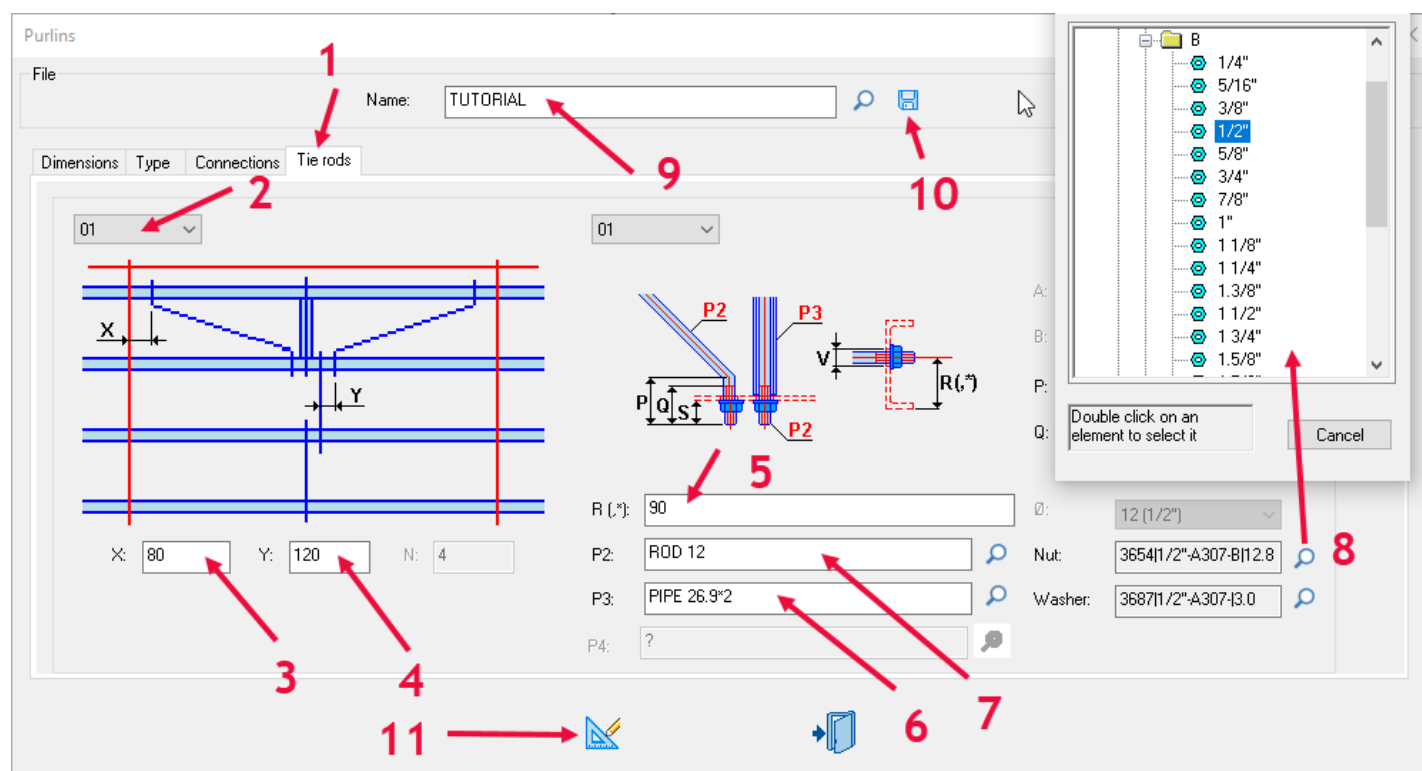 Purlins
File
1
Name:
TUTORIAL
9
10
Dimensions
Type
Connections
Tie rods
2
01
01
X
Y
P2
P3
V
R(,*)
P
Q
S
P2
5
A:
B:
P:
Q:
R (,*):
90
Ø:
12 (1/2")
X:
80
Y:
120
N:
4
P2:
ROD 12
Nut:
3654|1/2"-A307-B|12.8
8
P3:
PIPE 26.9*2
Washer:
3687|1/2"-A307-|3.0
P4:
?
3
4
6
7
11
B
1/4"
5/16"
3/8"
1/2"
5/8"
3/4"
7/8"
1"
1 1/8"
1 1/4"
1.3/8"
1 1/2"
1 3/4"
1.5/8"
Double click on an
element to select it
Cancel